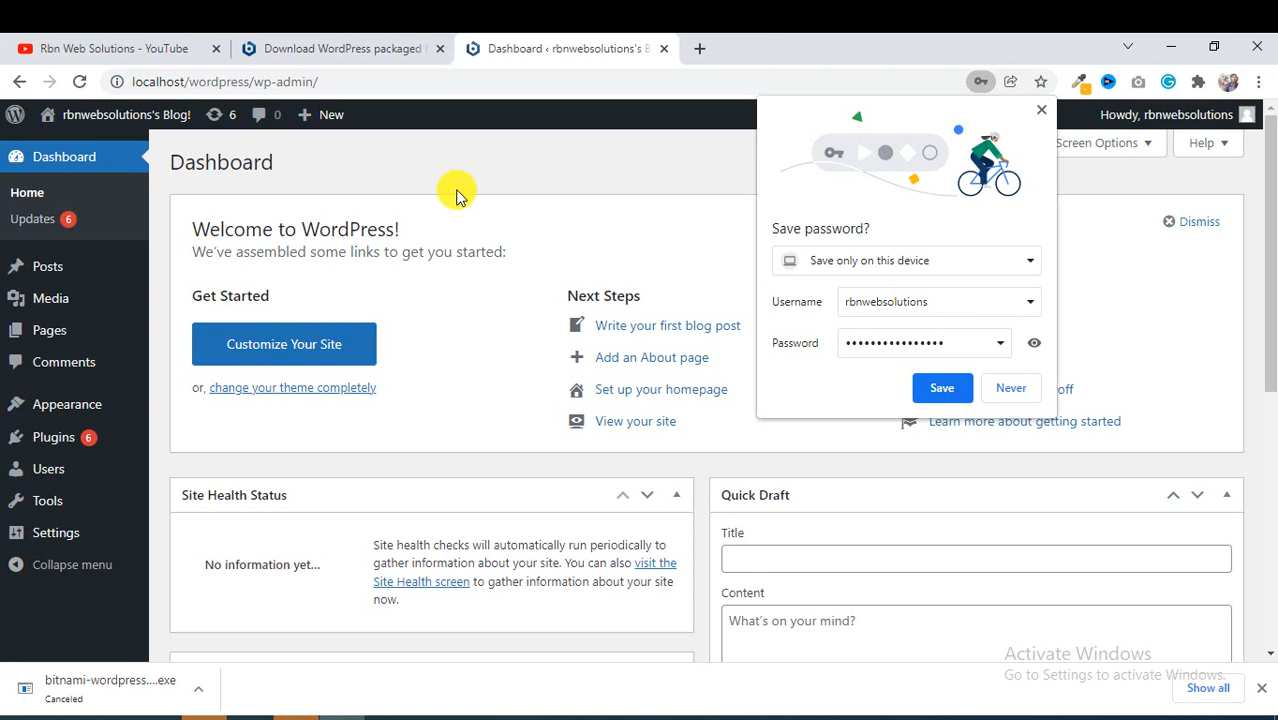 Rbn Web Solutions - YouTube
Download WordPress packaged
Dashboard ‹ rbnwebsolutions's B
localhost/wordpress/wp-admin/
rbnwebsolutions's Blog!
6
0
New
Howdy, rbnwebsolutions
Dashboard
Home
Updates 6
Posts
Media
Pages
Comments
Appearance
Plugins 6
Users
Tools
Settings
Collapse menu
Dashboard
Screen Options
Help
Welcome to WordPress!
We've assembled some links to get you started:
Dismiss
Get Started
Customize Your Site
or, change your theme completely
Next Steps
Write your first blog post
Add an About page
Set up your homepage
View your site
off
Learn more about getting started
Save password?
Save only on this device
Username
rbnwebsolutions
Password
••••••••••••••••
Save
Never
Site Health Status
No information yet...
Site health checks will automatically run periodically to
gather information about your site. You can also visit the
Site Health screen to gather information about your site
now.
Quick Draft
Title
Content
What's on your mind?
Activate Windows
Go to Settings to activate Windows.
bitnami-wordpress....exe
Canceled
Show all